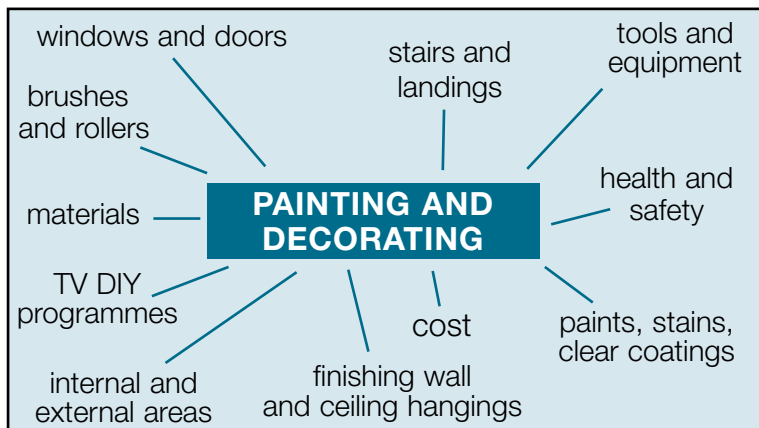 windows and doors
stairs and
landings
tools and
equipment
brushes
and rollers
health and
safety
materials
PAINTING AND
DECORATING
TV DIY
programmes
cost
paints, stains,
clear coatings
internal and
external areas
finishing wall
and ceiling hangings